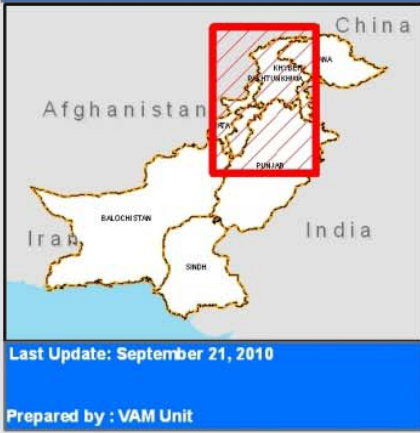 China
KHYBER
PAKHTUNKHWA
Afghanistan
PUNJAB
BALOCHISTAN
India
Iran
SINDH
Last Update: September 21, 2010
Prepared by : VAM Unit